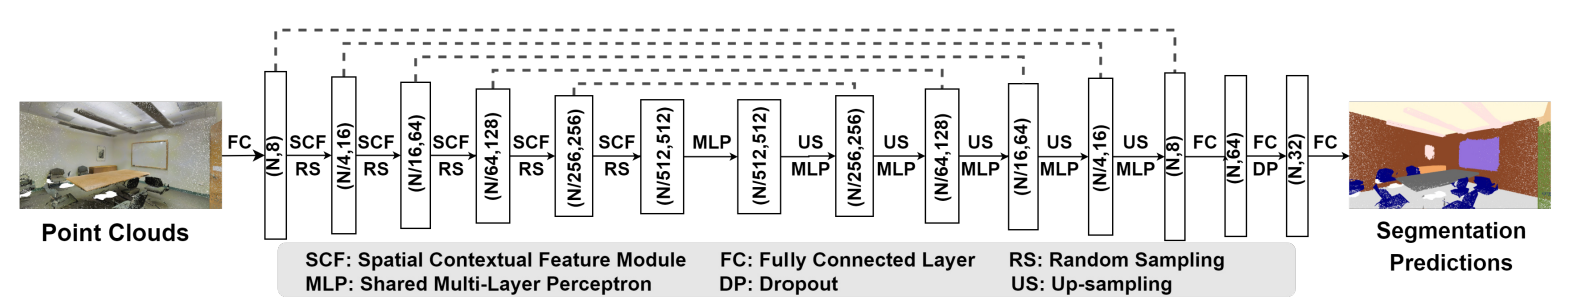 FC
(N,8)
SCF
RS
(N/4,16)
SCF
RS
(N/16,64)
SCF
RS
(N/64,128)
SCF
RS
(N/256,256)
SCF
RS
(N/512,512)
MLP
(N/512,512)
US
MLP
(N/256,256)
US
MLP
(N/64,128)
US
MLP
(N/16,64)
US
MLP
(N/4,16)
US
MLP
(N,8)
FC
(N,64)
FC
DP
(N,32)
FC
Point Clouds
Segmentation
Predictions
SCF: Spatial Contextual Feature Module
FC: Fully Connected Layer
RS: Random Sampling
MLP: Shared Multi-Layer Perceptron
DP: Dropout
US: Up-sampling